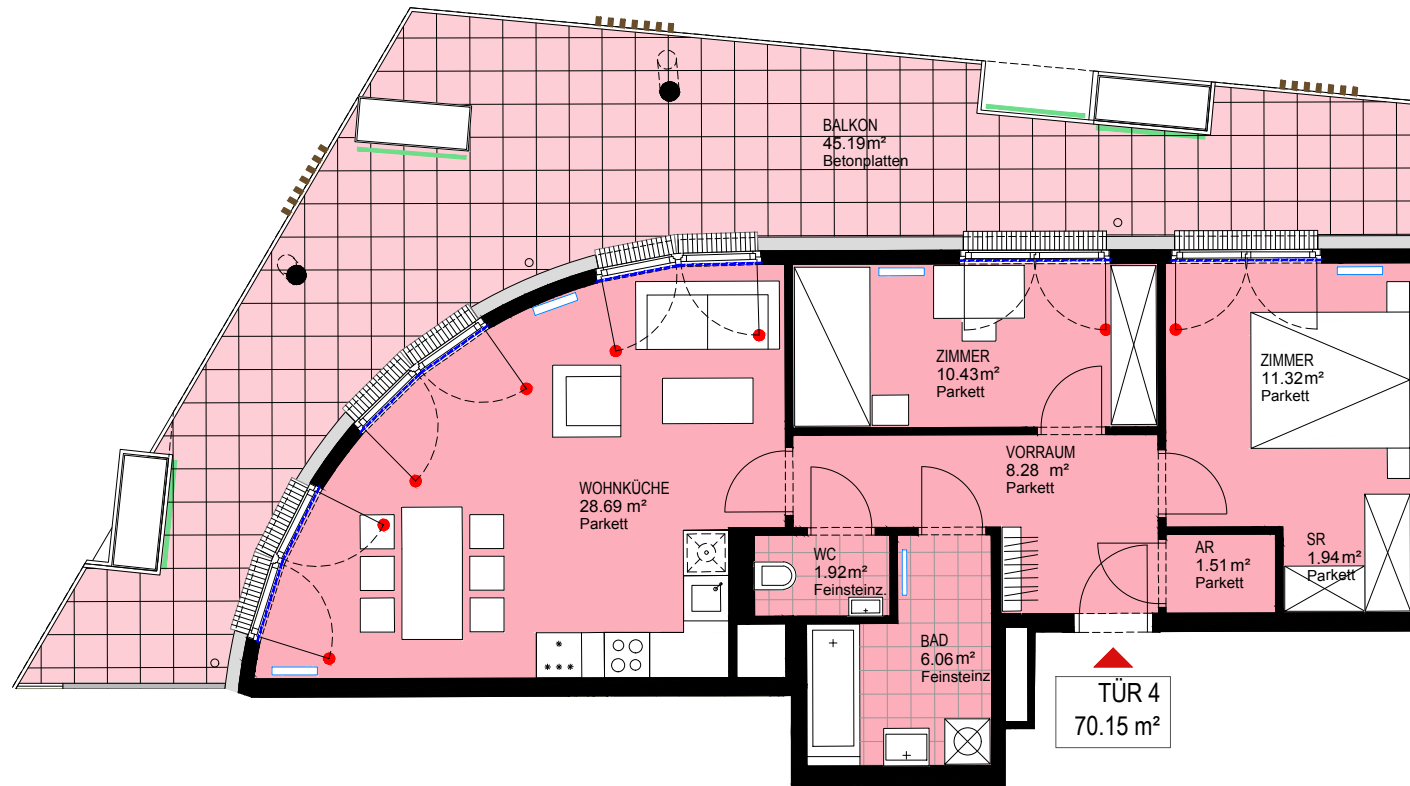 BALKON
45.19m²
Betonplatten
ZIMMER
10.43m²
Parkett
ZIMMER
11.32m²
Parkett
VORRAUM
8.28 m²
Parkett
WOHNKÜCHE
28.69 m²
Parkett
WC
1.92m²
Feinsteinz.
AR
1.51m²
Parkett
SR
1.94m²
Parkett
BAD
6.06m²
Feinsteinz
TÜR 4
70.15 m²